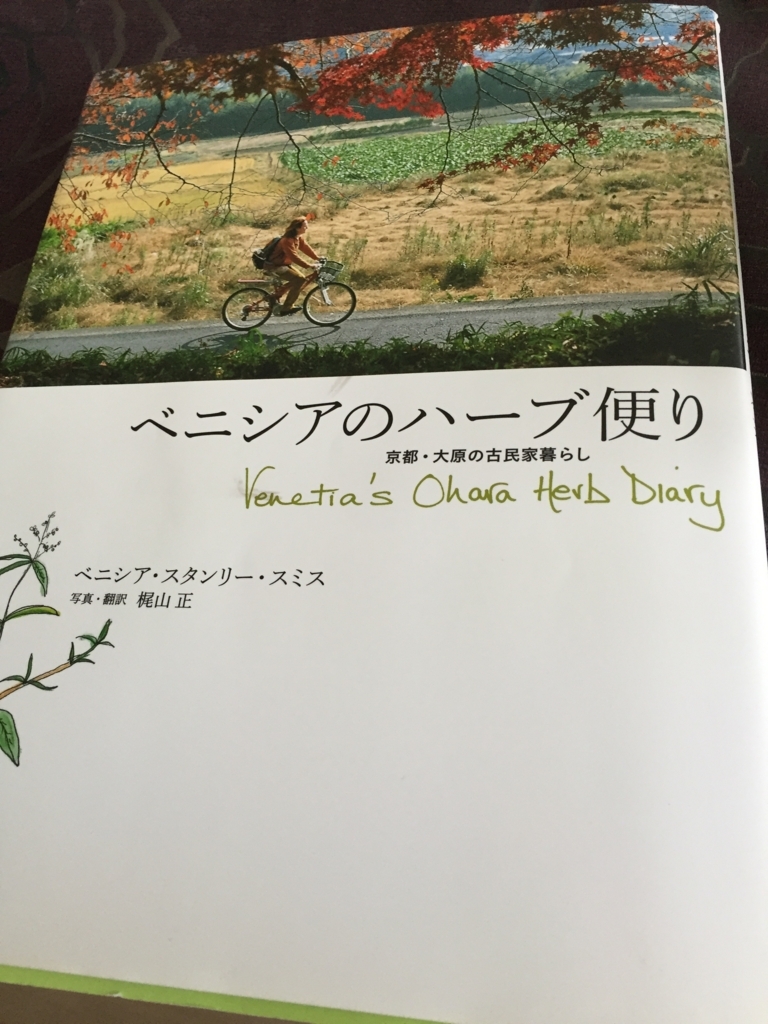 ベニシアのハーブ便り
京都・大原の古民家暮らし
Venetia's Ohara Herb Diary
ベニシア・スタンリー・スミス
写真・翻訳 梶山 正